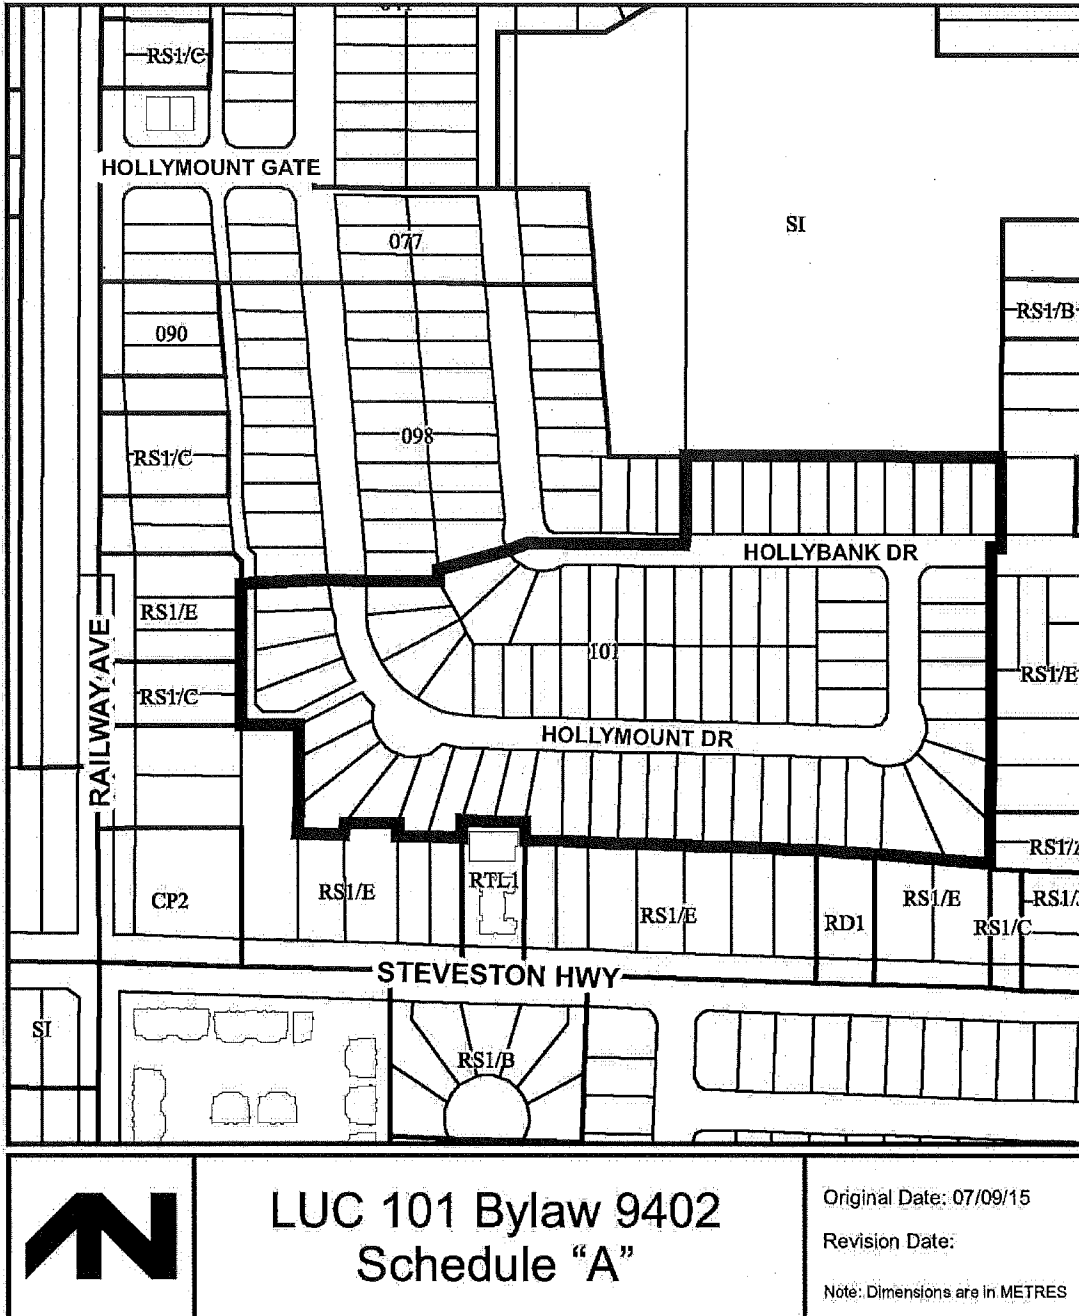 RS1/C
HOLLYMOUNT GATE
SI
077
RS1/B
090
098
RS1/C
HOLLYBANK DR
RS1/E
101
RS1/E
RS1/C
RAILWAY AVE
HOLLYMOUNT DR
CP2
RS1/E
RTL1
RS1/E
RD1
RS1/E
RS1/C
STEVESTON HWY
SI
RS1/B
LUC 101 Bylaw 9402
Schedule “A”
Original Date: 07/09/15
Revision Date:
Note: Dimensions are in METRES